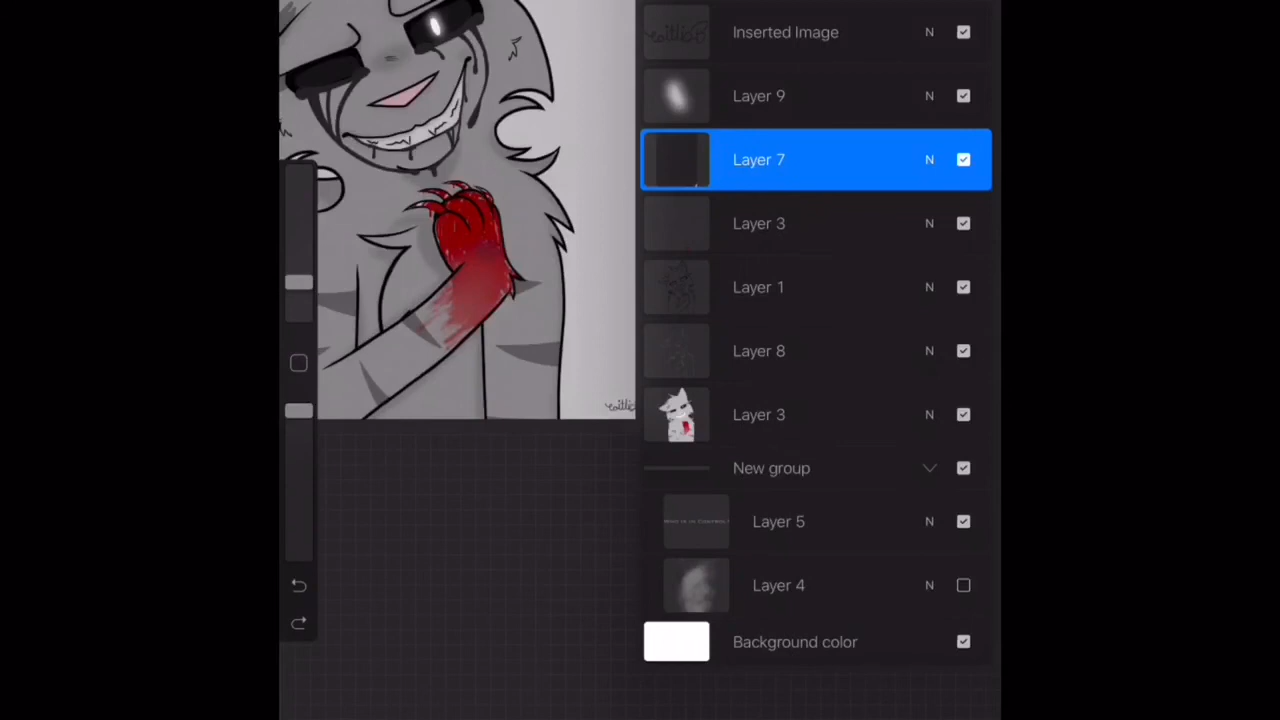 Inserted Image N
Layer 9 N
Layer 7 N
Layer 3 N
Layer 1 N
Layer 8 N
Layer 3 N
New group
Layer 5 N
Layer 4 N
Background color